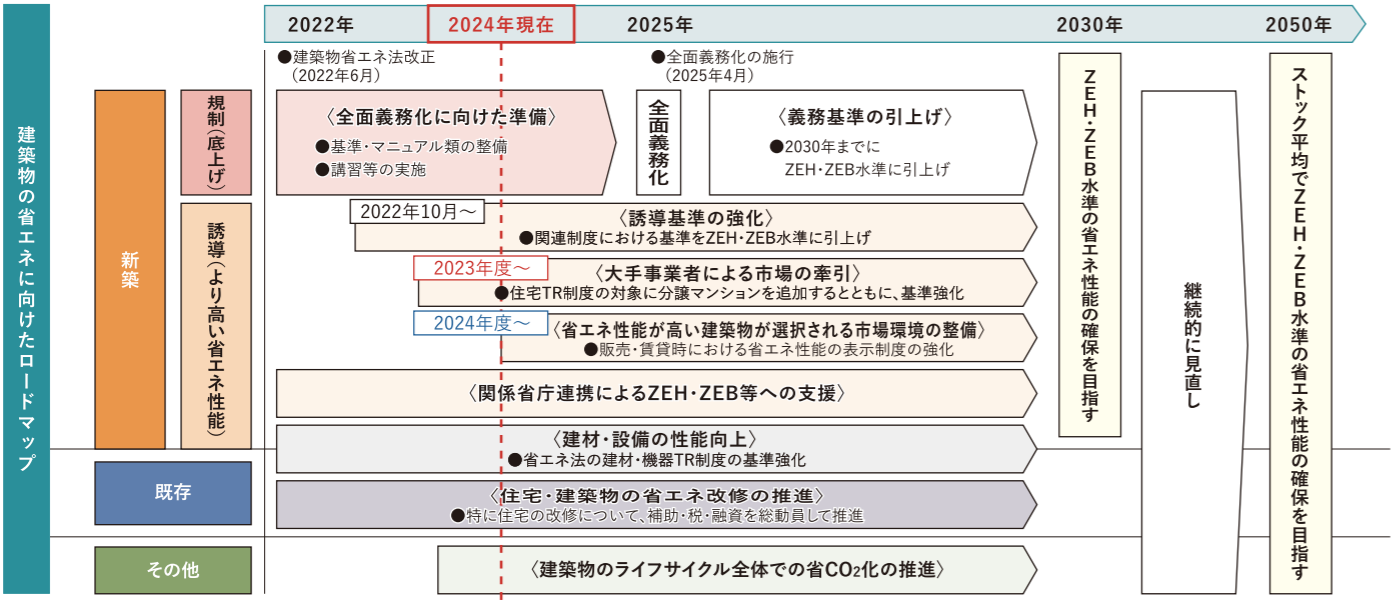 建築物の省エネに向けたロードマップ
2022年
2024年現在
2025年
2030年
2050年
●建築物省エネ法改正
（2022年6月）
●全面義務化の施行
（2025年4月）
新築
規制（底上げ）
〈全面義務化に向けた準備〉
●基準・マニュアル類の整備
●講習等の実施
全面義務化
〈義務基準の引上げ〉
●2030年までに
ZEH・ZEB水準に引上げ
誘導（より高い省エネ性能）
2022年10月～
〈誘導基準の強化〉
●関連制度における基準をZEH・ZEB水準に引上げ
2023年度～
〈大手事業者による市場の牽引〉
●住宅TR制度の対象に分譲マンションを追加するとともに、基準強化
2024年度～
〈省エネ性能が高い建築物が選択される市場環境の整備〉
●販売・賃貸時における省エネ性能の表示制度の強化
〈関係省庁連携によるZEH・ZEB等への支援〉
〈建材・設備の性能向上〉
●省エネ法の建材・機器TR制度の基準強化
既存
〈住宅・建築物の省エネ改修の推進〉
●特に住宅の改修について、補助・税・融資を総動員して推進
その他
〈建築物のライフサイクル全体での省CO2化の推進〉
ZEH・ZEB水準の省エネ性能の確保を目指す
継続的に見直し
ストック平均でZEH・ZEB水準の省エネ性能の確保を目指す